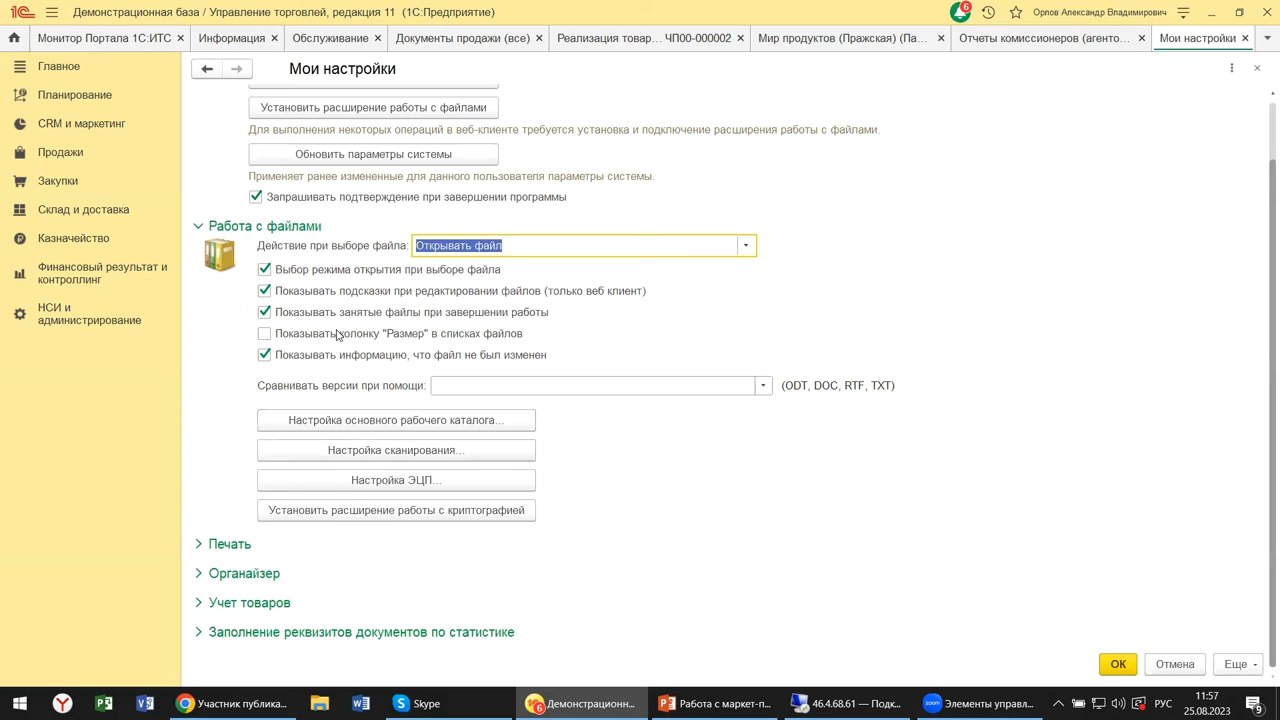 Демонстрационная база / Управление торговлей, редакция 11 (1С:Предприятие)
6
Орлов Александр Владимирович
Монитор Портала 1С:ИТС
Информация
Обслуживание
Документы продажи (все)
Реализация товар... ЧП00-000002
Мир продуктов (Пражская) (Па...
Отчеты комиссионеров (агенто...
Мои настройки
Главное
Планирование
CRM и маркетинг
Продажи
Закупки
Склад и доставка
Казначейство
Финансовый результат и
контроллинг
НСИ и
администрирование
Мои настройки
Установить расширение работы с файлами
Для выполнения некоторых операций в веб-клиенте требуется установка и подключение расширения работы с файлами.
Обновить параметры системы
Применяет ранее измененные для данного пользователя параметры системы.
Запрашивать подтверждение при завершении программы
Работа с файлами
Действие при выборе файла: Открывать файл
Выбор режима открытия при выборе файла
Показывать подсказки при редактировании файлов (только веб клиент)
Показывать занятые файлы при завершении работы
Показывать колонку "Размер" в списках файлов
Показывать информацию, что файл не был изменен
Сравнивать версии при помощи: (ODT, DOC, RTF, TXT)
Настройка основного рабочего каталога...
Настройка сканирования...
Настройка ЭЦП...
Установить расширение работы с криптографией
Печать
Органайзер
Учет товаров
Заполнение реквизитов документов по статистике
ОК
Отмена
Еще
Участник публика...
Skype
6
Демонстрационн...
Работа с маркет-п...
46.4.68.61 — Подк...
Элементы управл...
РУС
11:57
25.08.2023
9